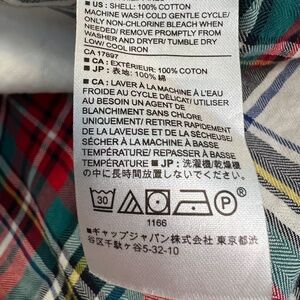 ■ US : SHELL: 100% COTTON
MACHINE WASH COLD GENTLE CYCLE/
ONLY NON-CHLORINE BLEACH WHEN
NEEDED/ REMOVE PROMPTLY FROM
WASHER AND DRYER/ TUMBLE DRY
LOW/ COOL IRON
CA 17897
■ CA : EXTÉRIEUR: 100% COTON
■ JP : 表地: 100% 綿
■ CA : LAVER À LA MACHINE À L'EAU
FROIDE AU CYCLE DÉLICAT/ UTILISER
AU BESOIN UN AGENT DE
BLANCHIMENT SANS CHLORE
UNIQUEMENT/ RETIRER RAPIDEMENT
DE LA LAVEUSE ET DE LA SÉCHEUSE/
SÉCHER À LA MACHINE À BASSE
TEMPÉRATURE/ REPASSER À BASSE
TEMPÉRATURE ■ JP : 洗濯機/乾燥機
の中に長時間放置しないでください。
30 P
1166
■ギャップジャパン株式会社 東京都渋
谷区千駄ヶ谷5-32-10